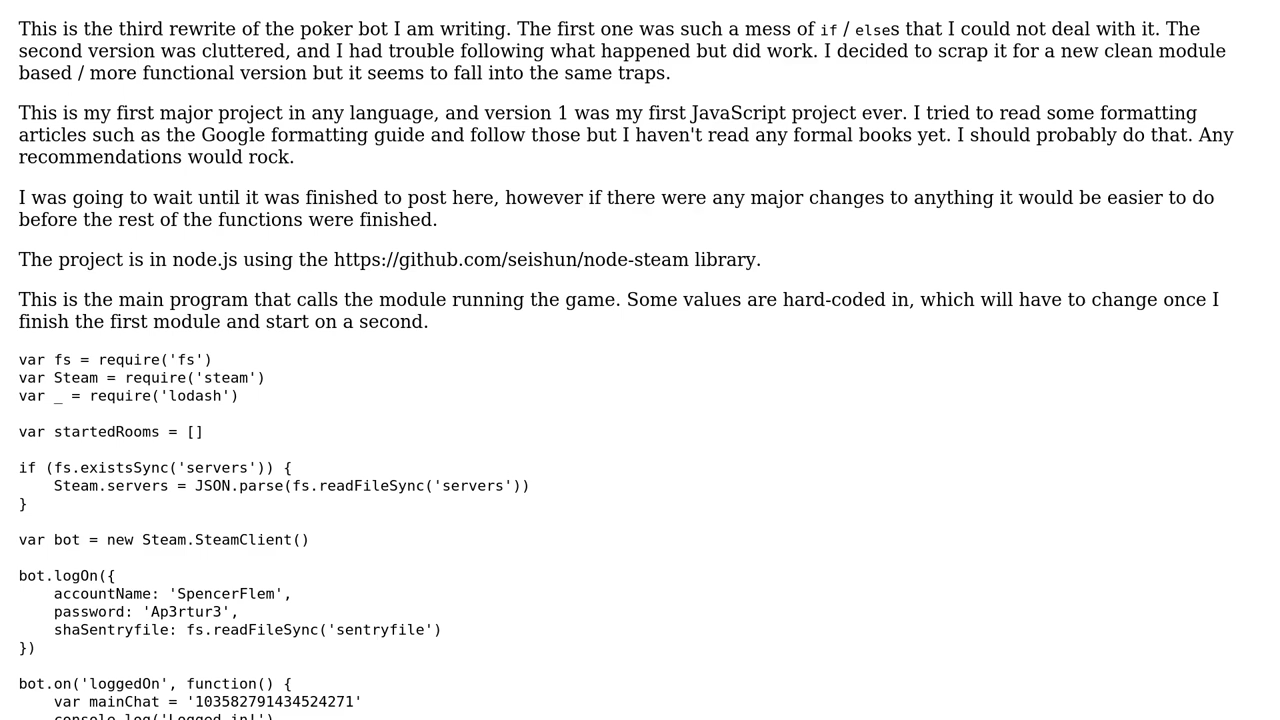 This is the third rewrite of the poker bot I am writing. The first one was such a mess of if / elses that I could not deal with it. The
second version was cluttered, and I had trouble following what happened but did work. I decided to scrap it for a new clean module
based / more functional version but it seems to fall into the same traps.
This is my first major project in any language, and version 1 was my first JavaScript project ever. I tried to read some formatting
articles such as the Google formatting guide and follow those but I haven't read any formal books yet. I should probably do that. Any
recommendations would rock.
I was going to wait until it was finished to post here, however if there were any major changes to anything it would be easier to do
before the rest of the functions were finished.
The project is in node.js using the https://github.com/seishun/node-steam library.
This is the main program that calls the module running the game. Some values are hard-coded in, which will have to change once I
finish the first module and start on a second.
var fs = require('fs')
var Steam = require('steam')
var _ = require('lodash')
var startedRooms = []
if (fs.existsSync('servers')) {
    Steam.servers = JSON.parse(fs.readFileSync('servers'))
}
var bot = new Steam.SteamClient()
bot.logOn({
    accountName: 'SpencerFlem',
    password: 'Ap3rtur3',
    shaSentryfile: fs.readFileSync('sentryfile')
})
bot.on('loggedOn', function() {
    var mainChat = '103582791434524271'
    console.log('Logged in!')